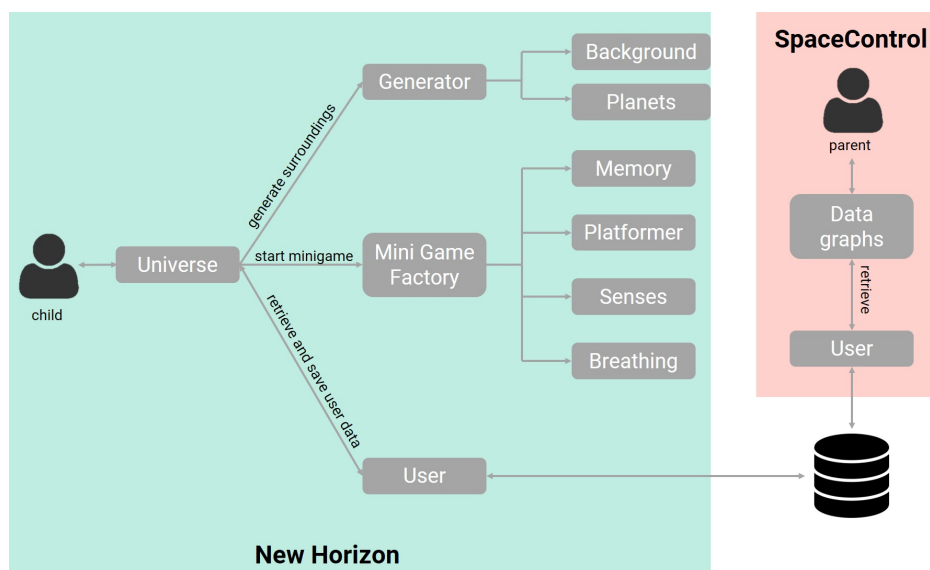 SpaceControl
Background
Generator
Planets
generate surroundings
parent
Memory
Data
graphs
Platformer
Universe
start minigame
Mini Game
Factory
child
Senses
retrieve
retrieve and save user data
User
Breathing
User
New Horizon